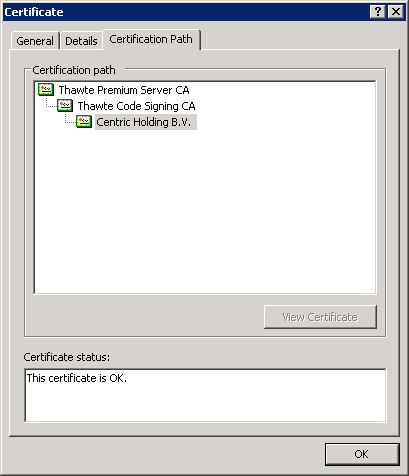 Certificate
General
Details
Certification Path
Certification path
Thawte Premium Server CA
Thawte Code Signing CA
Centric Holding B.V.
View Certificate
Certificate status:
This certificate is OK.
OK